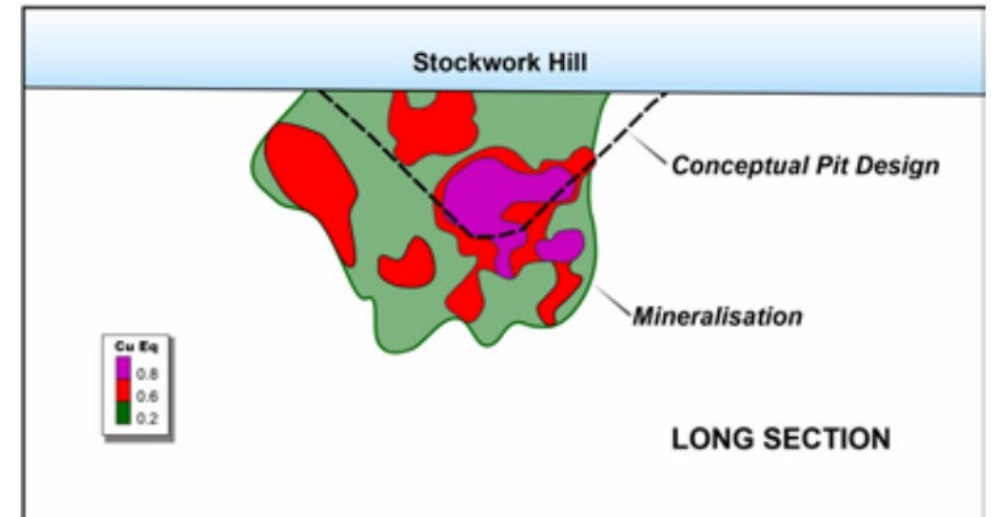 Stockwork Hill
Conceptual Pit Design
Mineralisation
Cu Eq
0.8
0.6
0.2
LONG SECTION